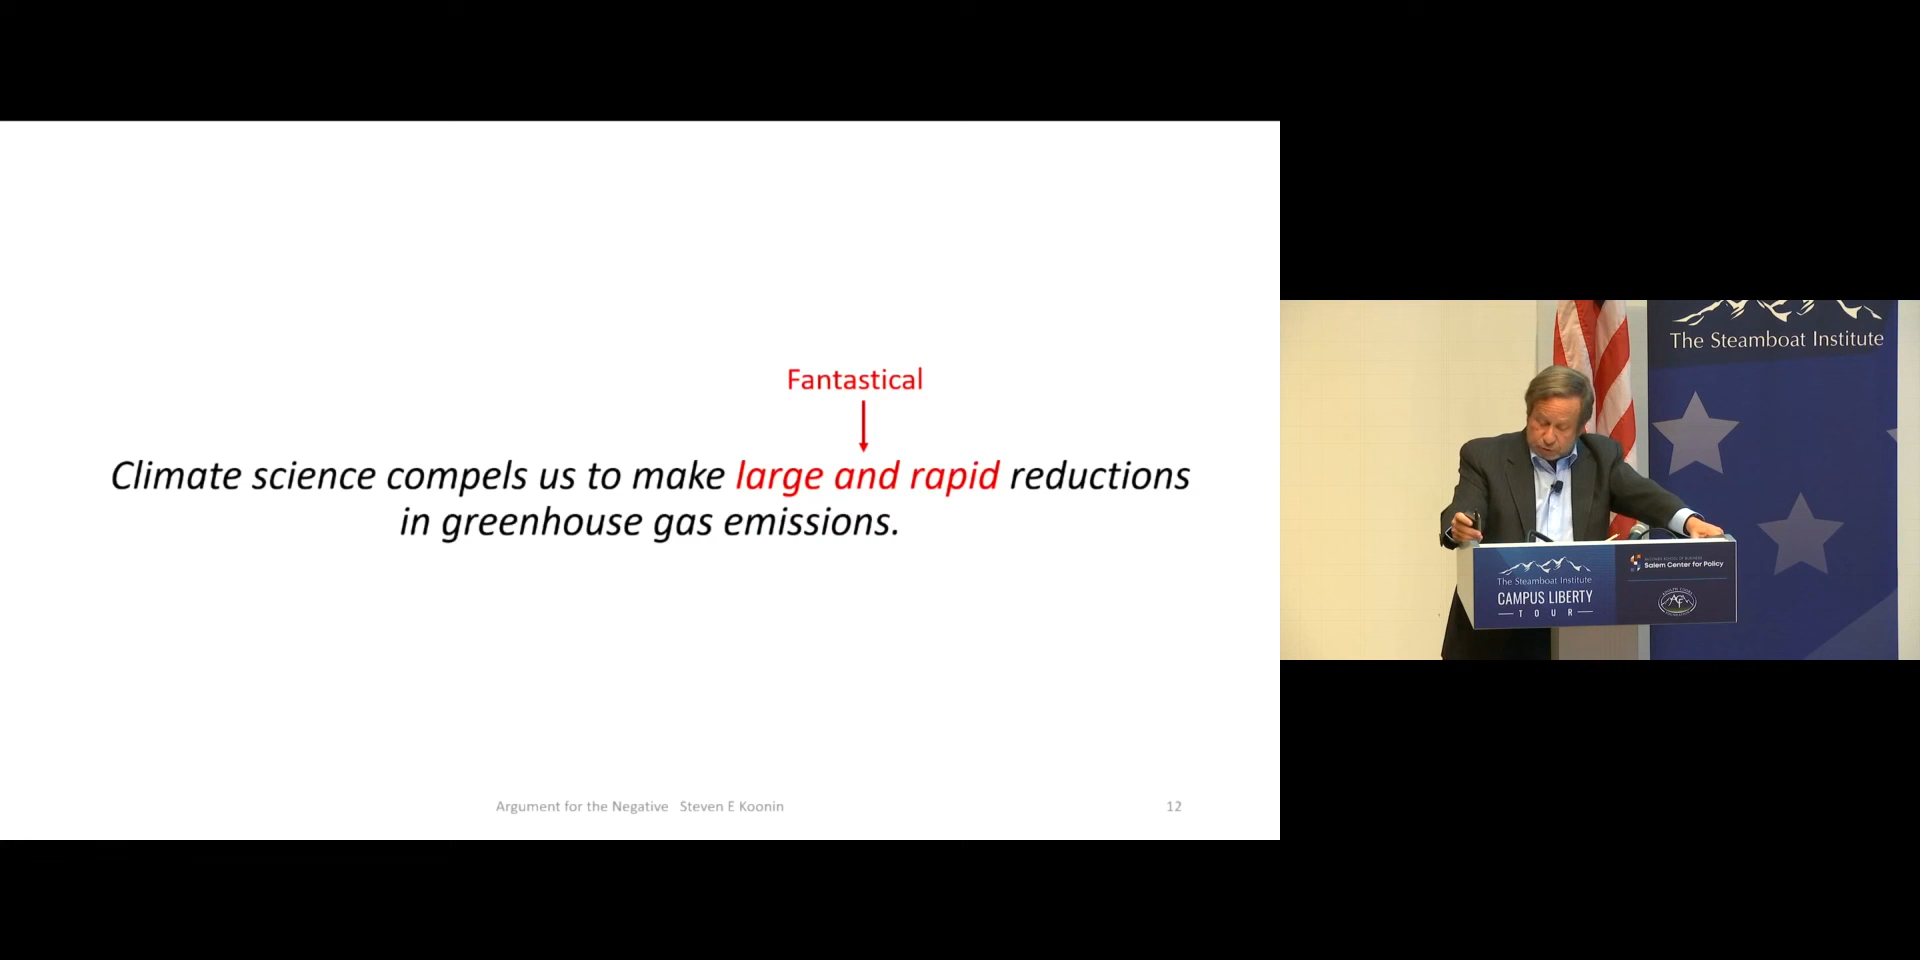 Fantastical
Climate science compels us to make large and rapid reductions
in greenhouse gas emissions.
Argument for the Negative Steven E Koonin
12
The Steamboat Institute
The Steamboat Institute
CAMPUS LIBERTY
TOUR
Salem Center for Policy